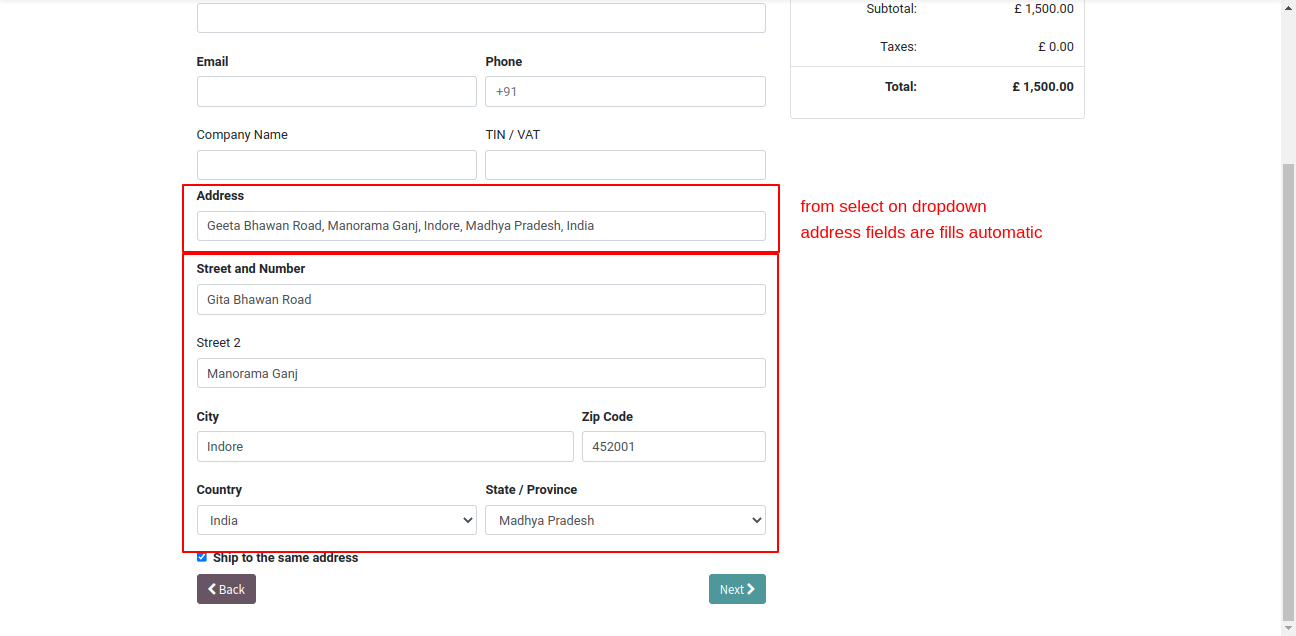 Subtotal: £ 1,500.00
Taxes: £ 0.00
Total: £ 1,500.00
Email Phone
+91
Company Name TIN / VAT
Address
Geeta Bhawan Road, Manorama Ganj, Indore, Madhya Pradesh, India
from select on dropdown
address fields are fills automatic
Street and Number
Gita Bhawan Road
Street 2
Manorama Ganj
City Zip Code
Indore 452001
Country State / Province
India Madhya Pradesh
Ship to the same address
Back Next